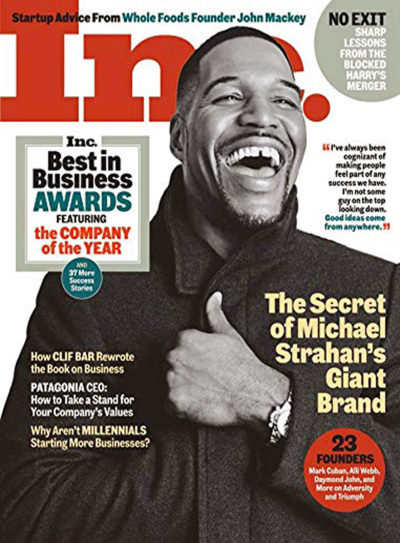 Startup Advice From Whole Foods Founder John Mackey
Inc.
NO EXIT
SHARP
LESSONS
FROM THE
BLOCKED
HARRY'S
MERGER
Inc.
Best in
Business
AWARDS
FEATURING
the COMPANY
of the YEAR
AND
37 More
Success
Stories
“I've always been
cognizant of
making people
feel part of any
success we have.
I'm not some
guy on the top
looking down.
Good ideas come
from anywhere.”
The Secret
of Michael
Strahan's
Giant
Brand
How CLIF BAR Rewrote
the Book on Business
PATAGONIA CEO:
How to Take a Stand for
Your Company's Values
Why Aren't MILLENNIALS
Starting More Businesses?
23
FOUNDERS
Mark Cuban, Alli Webb,
Daymond John, and
More on Adversity
and Triumph